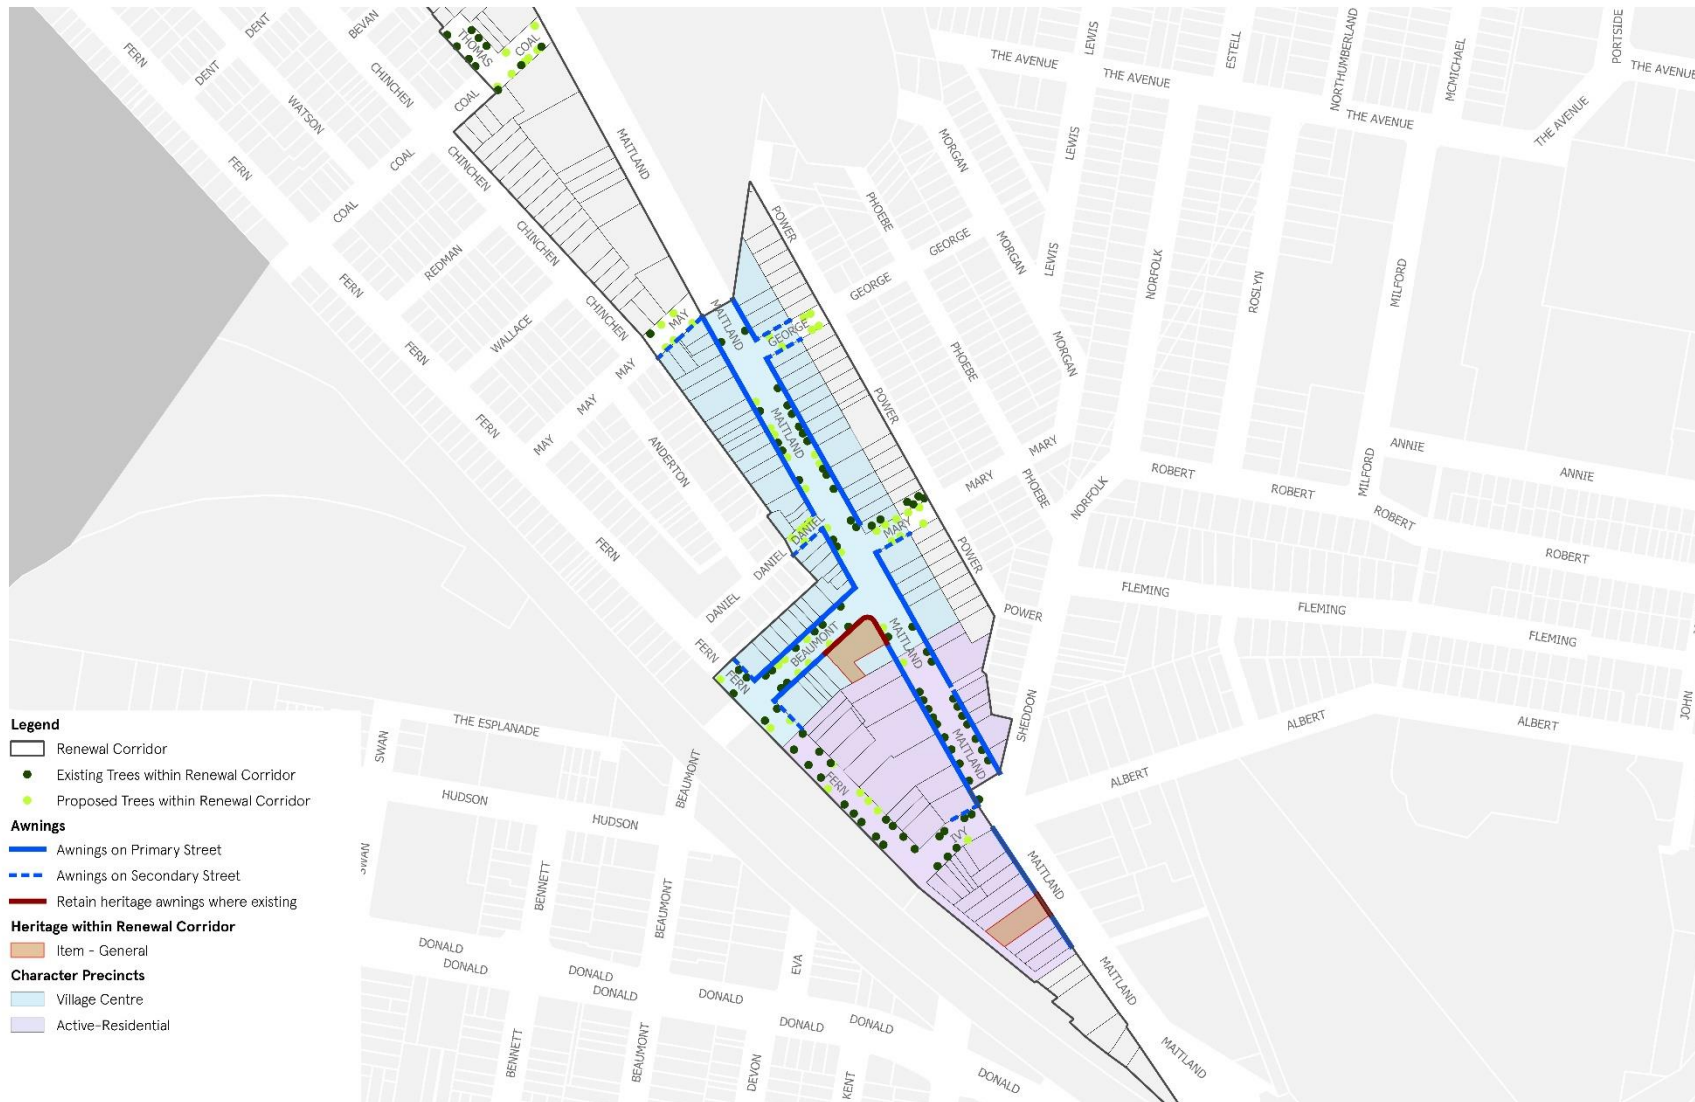 FERN
DENT
DENT
BEVAN
CHINCHEN
WATSON
THOMAS
COAL
COAL
COAL
COAL
FERN
CHINCHEN
CHINCHEN
CHINCHEN
REDMAN
WALLACE
FERN
FERN
FERN
FERN
FERN
FERN
FERN
MAITLAND
MAITLAND
MAITLAND
MAITLAND
MAITLAND
MAITLAND
MAITLAND
MAITLAND
MAY
MAY
MAY
MAY
ANDERTON
DANIEL
DANIEL
DANIEL
BEAUMONT
POWER
POWER
POWER
POWER
PHOEBE
PHOEBE
PHOEBE
GEORGE
GEORGE
GEORGE
MORGAN
MORGAN
MORGAN
MARY
MARY
MARY
LEWIS
LEWIS
LEWIS
THE AVENUE
THE AVENUE
THE AVENUE
THE AVENUE
THE AVENUE
ESTELL
NORTHUMBERLAND
MCMICHAEL
PORTSIDE
NORFOLK
NORFOLK
ROSLYN
MILFORD
MILFORD
ROBERT
ROBERT
ROBERT
ROBERT
ANNIE
ANNIE
FLEMING
FLEMING
FLEMING
SHEDDON
ALBERT
ALBERT
ALBERT
JOHN
IVY
THE ESPLANADE
SWAN
SWAN
HUDSON
HUDSON
BEAUMONT
BEAUMONT
BEAUMONT
BENNETT
BENNETT
DONALD
DONALD
DONALD
DONALD
DONALD
DONALD
DONALD
DONALD
EVA
DEVON
KENT
Legend
Renewal Corridor
Existing Trees within Renewal Corridor
Proposed Trees within Renewal Corridor
Awnings
Awnings on Primary Street
Awnings on Secondary Street
Retain heritage awnings where existing
Heritage within Renewal Corridor
Item - General
Character Precincts
Village Centre
Active-Residential